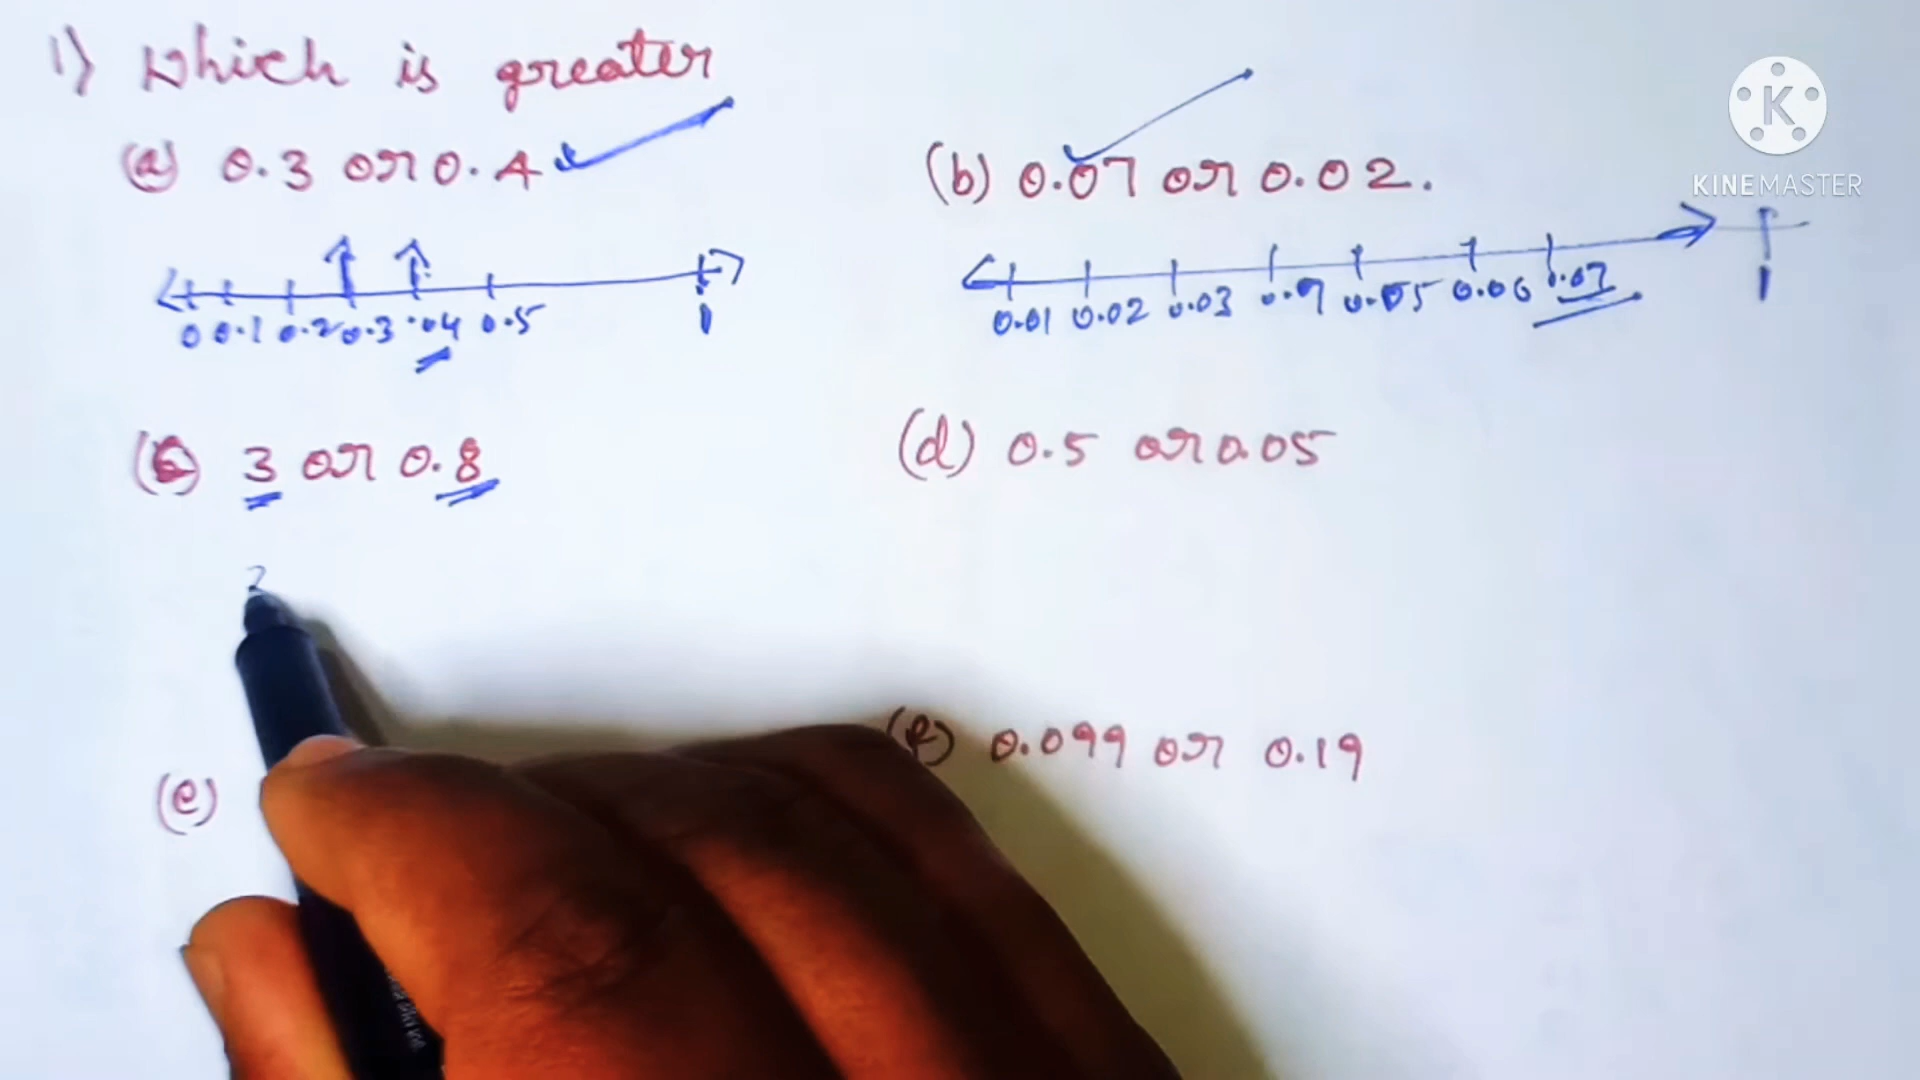 1) Which is greater
(a) 0.3 or 0.4
(b) 0.07 or 0.02.
0 0.1 0.2 0.3 .04 0.5 1
0.01 0.02 0.03 0.05 0.06 0.07 1
(c) 3 or 0.8
(d) 0.5 or 0.05
(e)
(f) 0.099 or 0.19
KINEMASTER